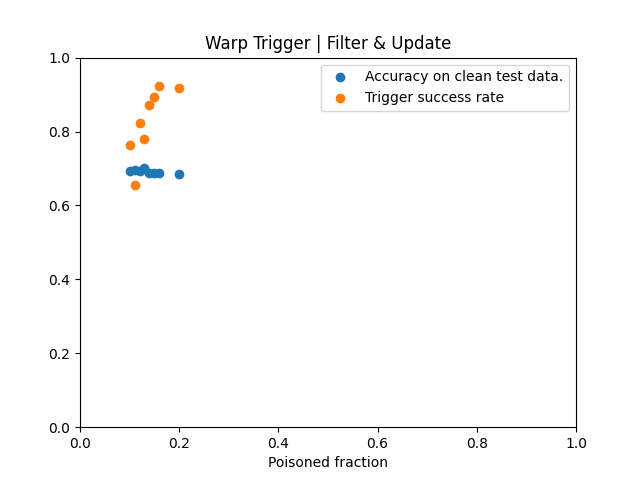 Warp Trigger | Filter & Update
Accuracy on clean test data.
Trigger success rate
1.0
0.8
0.6
0.4
0.2
0.0
0.0 0.2 0.4 0.6 0.8 1.0
Poisoned fraction